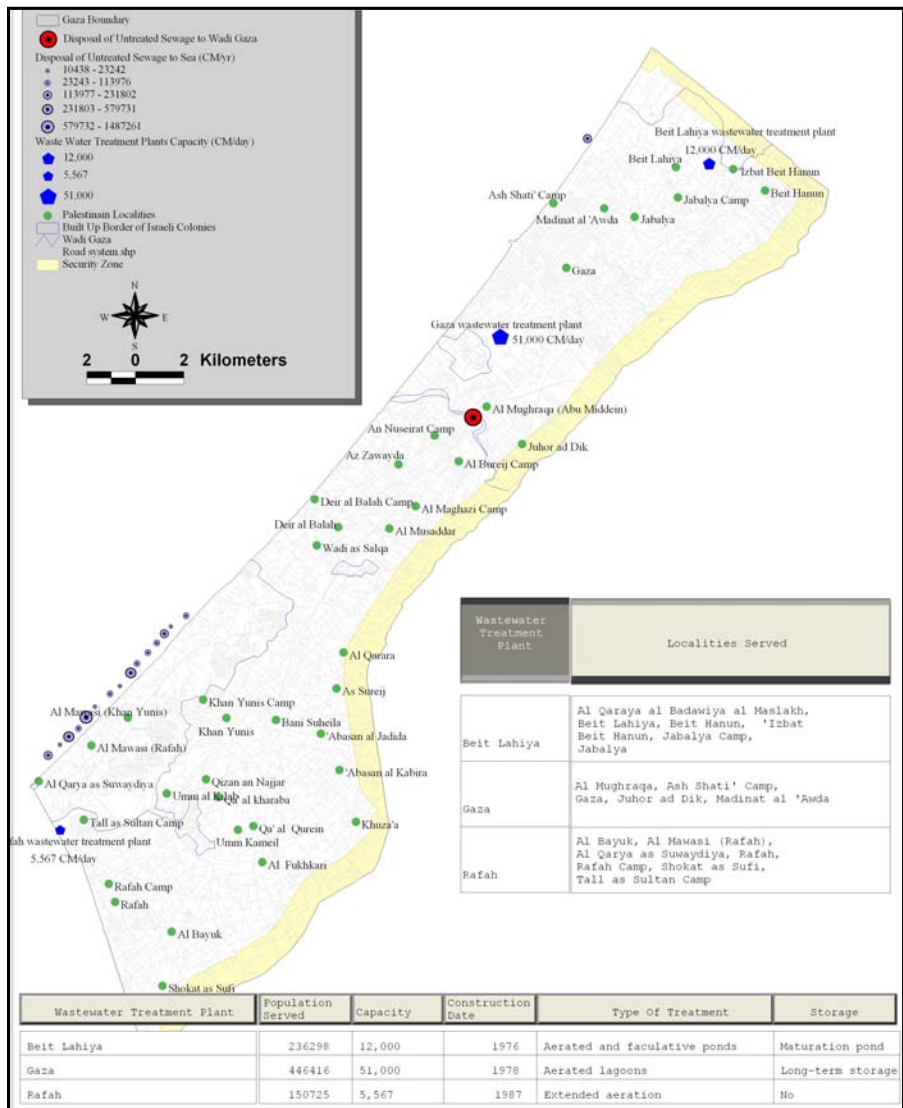 Gaza Boundary
Disposal of Untreated Sewage to Wadi Gaza
Disposal of Untreated Sewage to Sea (CM/yr)
10438 - 23242
23243 - 113976
113977 - 231802
231803 - 579731
579732 - 1487261
Waste Water Treatment Plants Capacity (CM/day)
12,000
5,567
51,000
Palestinain Localities
Built Up Border of Israeli Colonies
Wadi Gaza
Road system.shp
Security Zone
N
W E
S
2 0 2 Kilometers
Beit Lahiya wastewater treatment plant
12,000 CM/day
Beit Lahiya
'Izbat Beit Hanun
Beit Hanun
Ash Shati' Camp
Jabalya Camp
Madinat al 'Awda
Jabalya
Gaza
Gaza wastewater treatment plant
51,000 CM/day
Al Mughraqa (Abu Middein)
An Nuseirat Camp
Juhor ad Dik
Az Zawayda
Al Bureij Camp
Deir al Balah Camp
Al Maghazi Camp
Deir al Balah
Al Musaddar
Wadi as Salqa
Al Qarara
As Sureij
Khan Yunis Camp
Al Mawasi (Khan Yunis)
Khan Yunis
Bani Suheila
'Abasan al Jadida
Al Mawasi (Rafah)
'Abasan al Kabira
Al Qarya as Suwaydiya
Qizan an Najjar
Umm al Kalab
Qa' al kharaba
Tall as Sultan Camp
Qa' al Qurein
Khuza'a
Umm Kameil
fah wastewater treatment plant
5,567 CM/day
Al Fukhkari
Rafah Camp
Rafah
Al Bayuk
Shokat as Sufi
Wastewater
Treatment
Plant
Localities Served
Beit Lahiya
Al Qaraya al Badawiya al Maslakh,
Beit Lahiya, Beit Hanun, 'Izbat
Beit Hanun, Jabalya Camp,
Jabalya
Gaza
Al Mughraqa, Ash Shati' Camp,
Gaza, Juhor ad Dik, Madinat al 'Awda
Rafah
Al Bayuk, Al Mawasi (Rafah),
Al Qarya as Suwaydiya, Rafah,
Rafah Camp, Shokat as Sufi,
Tall as Sultan Camp
Wastewater Treatment Plant Population Served Capacity Construction Date Type Of Treatment Storage
Beit Lahiya 236298 12,000 1976 Aerated and faculative ponds Maturation pond
Gaza 446416 51,000 1978 Aerated lagoons Long-term storage
Rafah 150725 5,567 1987 Extended aeration No